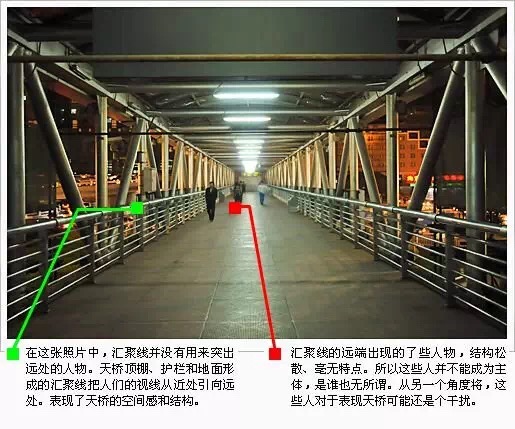 在这张照片中，汇聚线并没有用来突出
远处的人物。天桥顶棚、护栏和地面形
成的汇聚线把人们的视线从近处引向远
处。表现了天桥的空间感和结构。
汇聚线的远端出现的了些人物，结构松
散、毫无特点。所以这些人并不能成为主
体，是谁也无所谓。从另一个角度将，这
些人对于表现天桥可能还是个干扰。